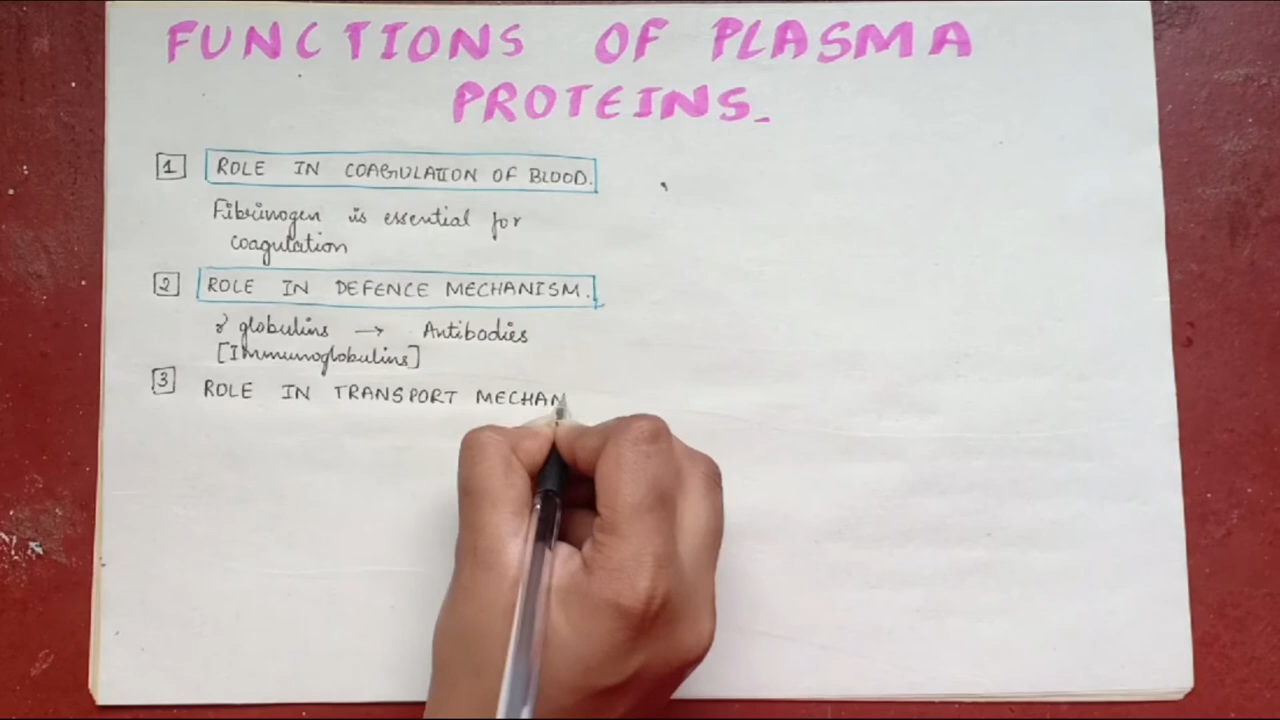 FUNCTIONS OF PLASMA
PROTEINS.
1 ROLE IN COAGULATION OF BLOOD.
Fibrinogen is essential for
coagulation
2 ROLE IN DEFENCE MECHANISM.
γ globulins → Antibodies
[Immunoglobulins]
3 ROLE IN TRANSPORT MECHAN